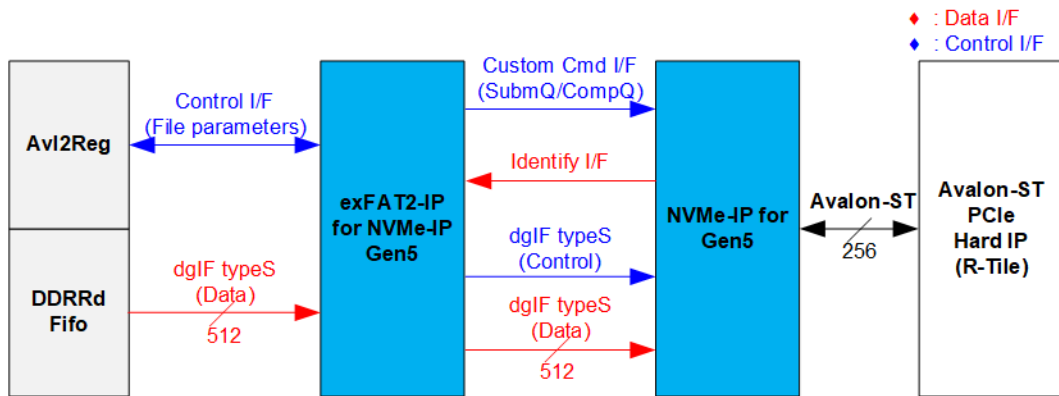 ♦ : Data I/F
♦ : Control I/F
Avl2Reg
DDRRd
Fifo
Control I/F
(File parameters)
dgIF typeS
(Data)
512
exFAT2-IP
for NVMe-IP
Gen5
Custom Cmd I/F
(SubmQ/CompQ)
Identify I/F
dgIF typeS
(Control)
dgIF typeS
(Data)
512
NVMe-IP for
Gen5
Avalon-ST
256
Avalon-ST
PCIe
Hard IP
(R-Tile)